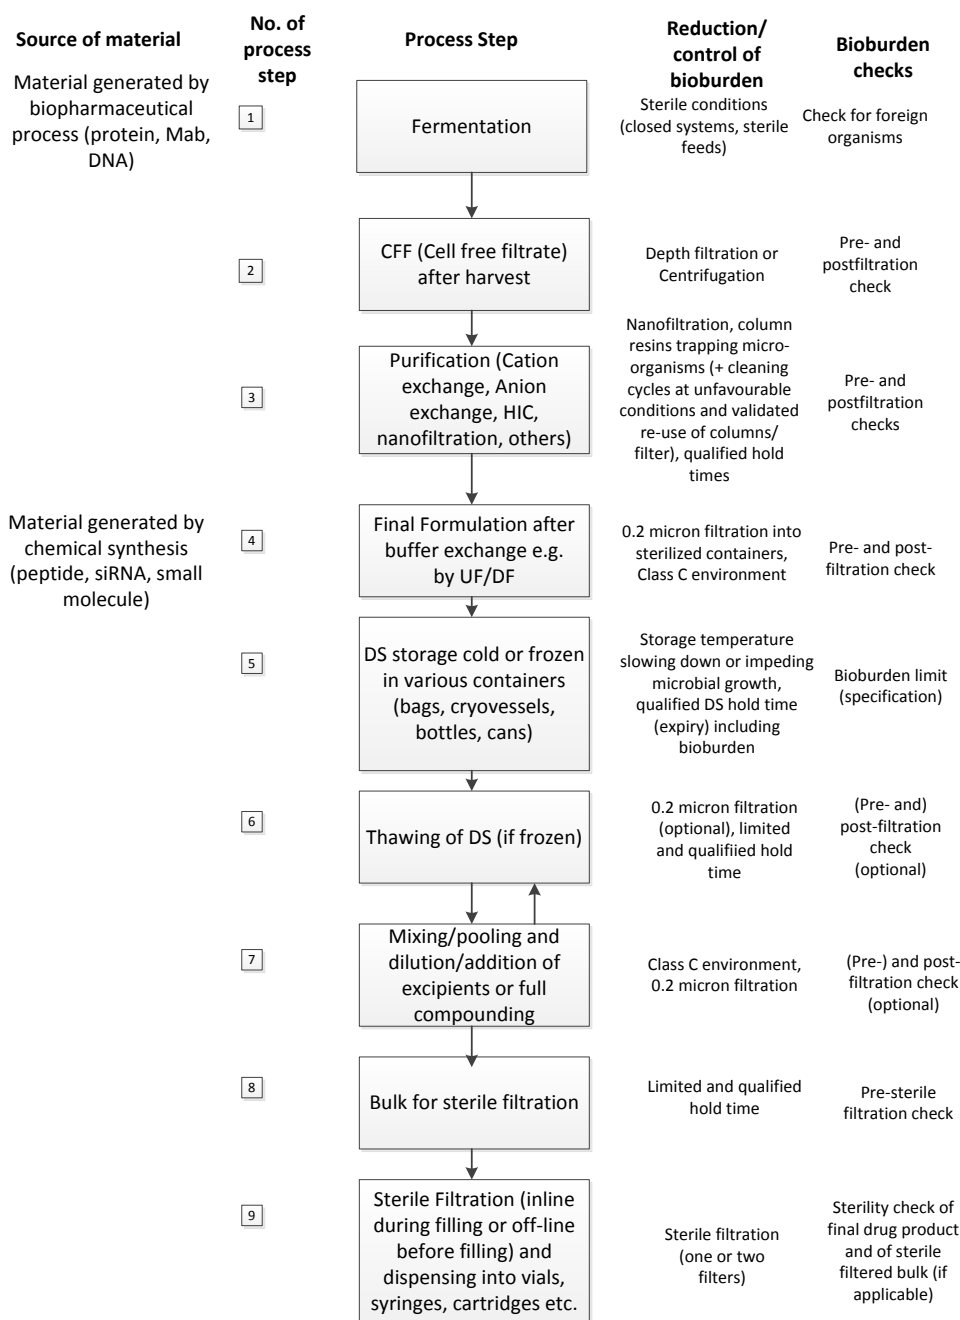 Source of material
No. of
process
step
Process Step
Reduction/
control of
bioburden
Bioburden
checks
Material generated by
biopharmaceutical
process (protein, Mab,
DNA)
1
Fermentation
Sterile conditions
(closed systems, sterile
feeds)
Check for foreign
organisms
2
CFF (Cell free filtrate)
after harvest
Depth filtration or
Centrifugation
Pre- and
postfiltration
check
3
Purification (Cation
exchange, Anion
exchange, HIC,
nanofiltration, others)
Nanofiltration, column
resins trapping micro-
organisms (+ cleaning
cycles at unfavourable
conditions and validated
re-use of columns/
filter), qualified hold
times
Pre- and
postfiltration
checks
Material generated by
chemical synthesis
(peptide, siRNA, small
molecule)
4
Final Formulation after
buffer exchange e.g.
by UF/DF
0.2 micron filtration into
sterilized containers,
Class C environment
Pre- and post-
filtration check
5
DS storage cold or frozen
in various containers
(bags, cryovessels,
bottles, cans)
Storage temperature
slowing down or impeding
microbial growth,
qualified DS hold time
(expiry) including
bioburden
Bioburden limit
(specification)
6
Thawing of DS (if frozen)
0.2 micron filtration
(optional), limited
and qualifiied hold
time
(Pre- and)
post-filtration
check
(optional)
7
Mixing/pooling and
dilution/addition of
excipients or full
compounding
Class C environment,
0.2 micron filtration
(Pre-) and post-
filtration check
(optional)
8
Bulk for sterile filtration
Limited and qualified
hold time
Pre-sterile
filtration check
9
Sterile Filtration (inline
during filling or off-line
before filling) and
dispensing into vials,
syringes, cartridges etc.
Sterile filtration
(one or two
filters)
Sterility check of
final drug product
and of sterile
filtered bulk (if
applicable)